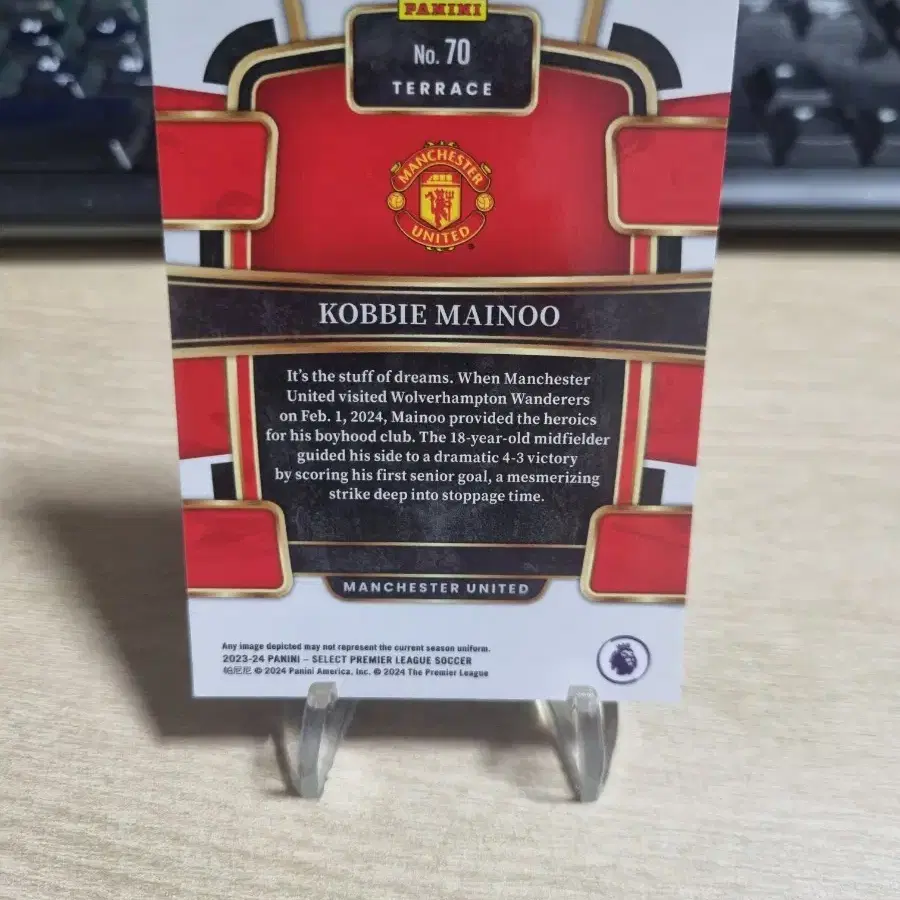 PANINI
No. 70
TERRACE
MANCHESTER
UNITED
KOBBIE MAINOO
It's the stuff of dreams. When Manchester
United visited Wolverhampton Wanderers
on Feb. 1, 2024, Mainoo provided the heroics
for his boyhood club. The 18-year-old midfielder
guided his side to a dramatic 4-3 victory
by scoring his first senior goal, a mesmerizing
strike deep into stoppage time.
MANCHESTER UNITED
Any image depicted may not represent the current season uniform.
2023-24 PANINI – SELECT PREMIER LEAGUE SOCCER
帕尼尼 © 2024 Panini America, Inc. © 2024 The Premier League